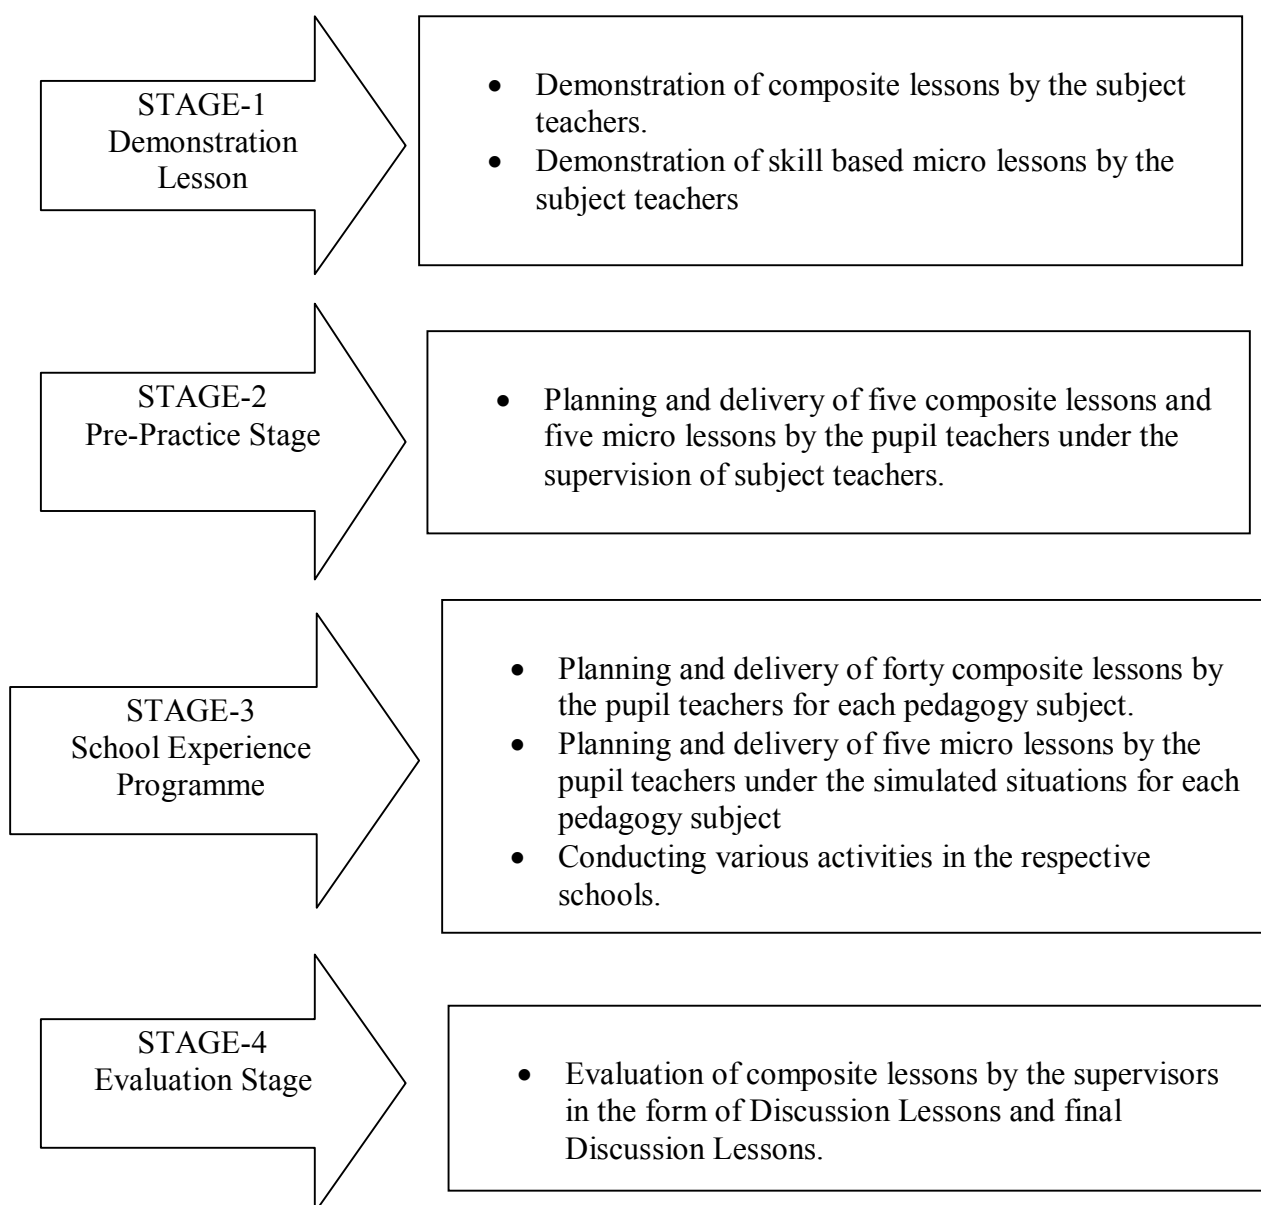 STAGE-1
Demonstration
Lesson
• Demonstration of composite lessons by the subject
teachers.
• Demonstration of skill based micro lessons by the
subject teachers
STAGE-2
Pre-Practice Stage
• Planning and delivery of five composite lessons and
five micro lessons by the pupil teachers under the
supervision of subject teachers.
STAGE-3
School Experience
Programme
• Planning and delivery of forty composite lessons by
the pupil teachers for each pedagogy subject.
• Planning and delivery of five micro lessons by the
pupil teachers under the simulated situations for each
pedagogy subject
• Conducting various activities in the respective
schools.
STAGE-4
Evaluation Stage
• Evaluation of composite lessons by the supervisors
in the form of Discussion Lessons and final
Discussion Lessons.